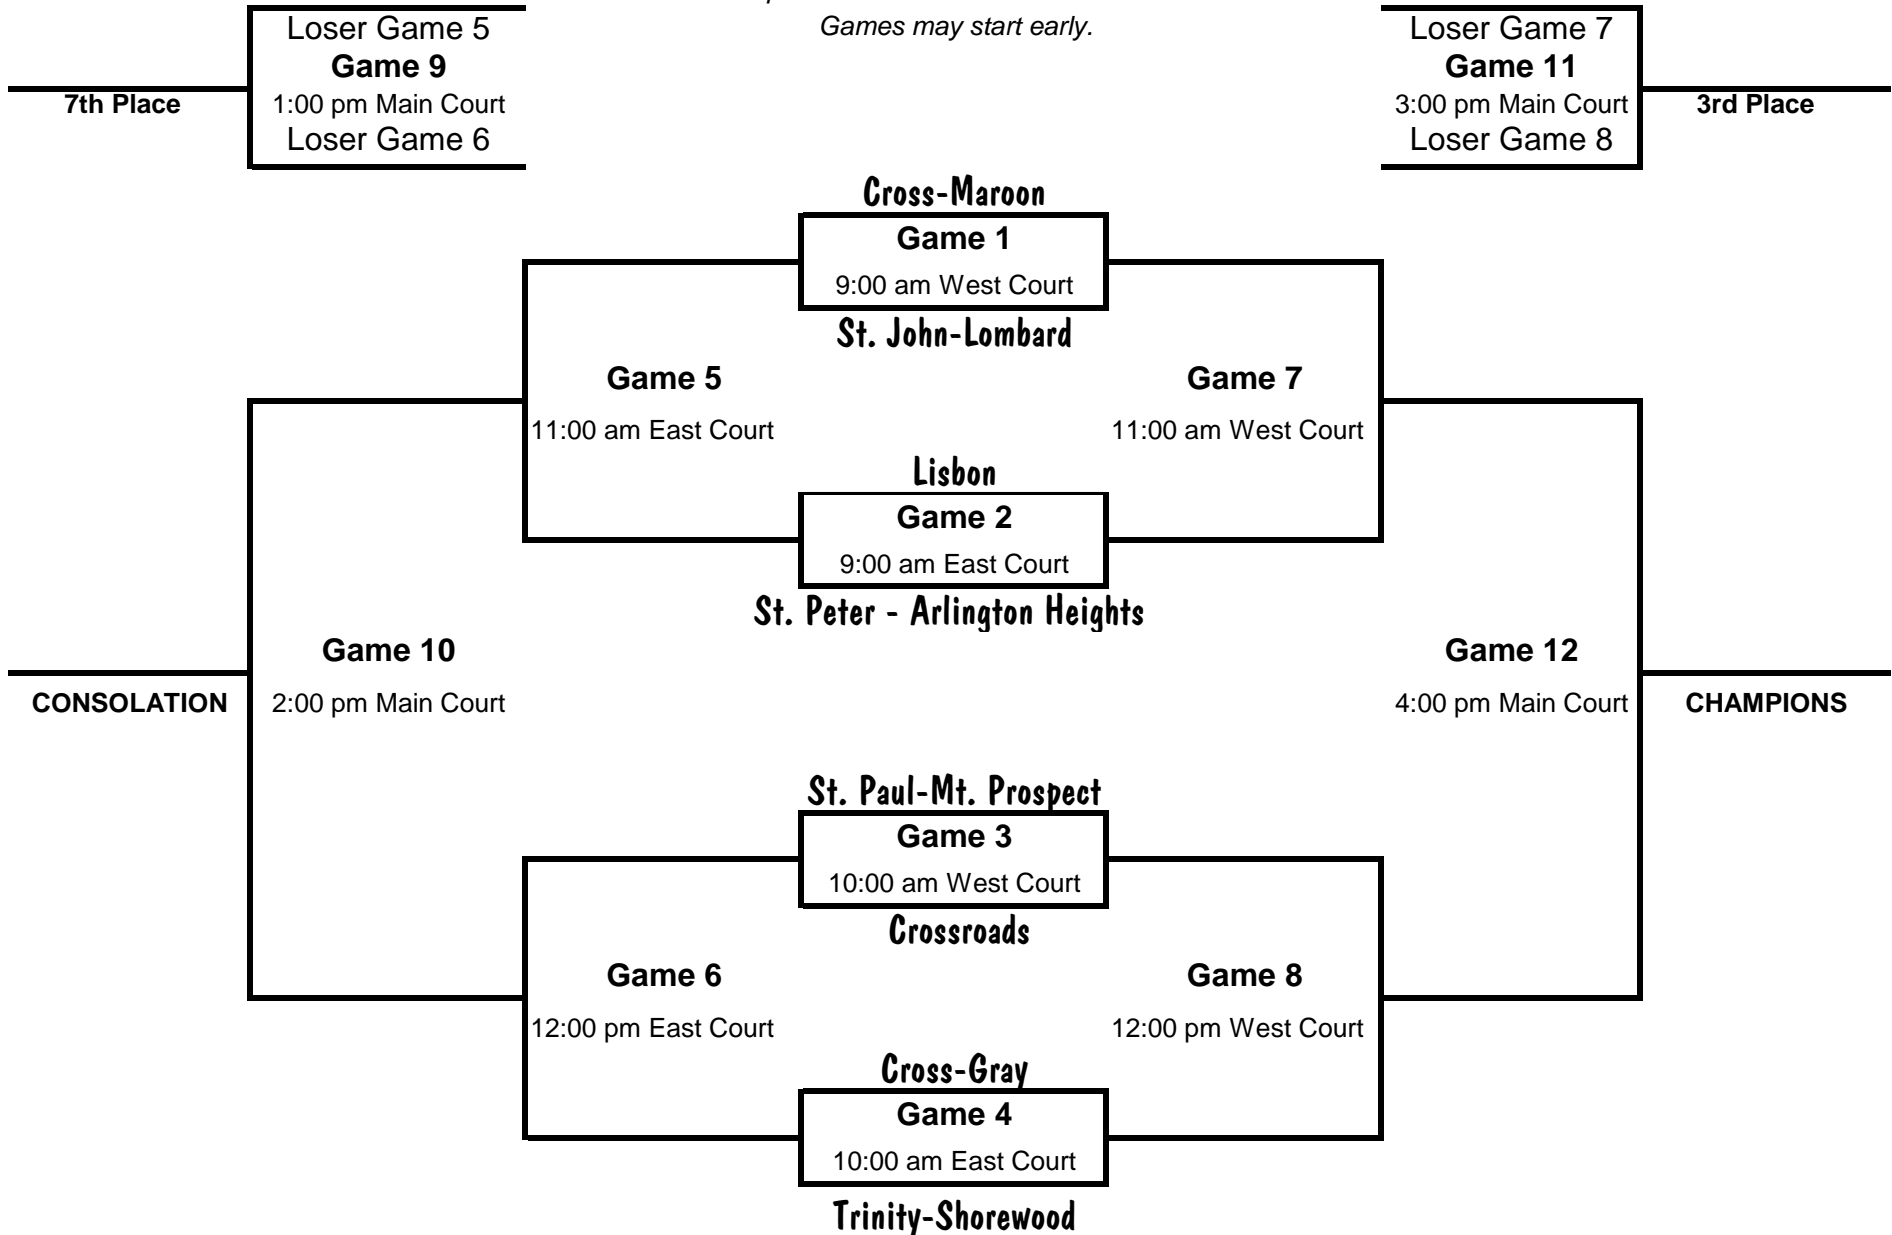 Games may start early.
Loser Game 5
Game 9
1:00 pm Main Court
Loser Game 6
7th Place
Loser Game 7
Game 11
3:00 pm Main Court
Loser Game 8
3rd Place
Cross-Maroon
Game 1
9:00 am West Court
St. John-Lombard
Game 5
11:00 am East Court
Game 7
11:00 am West Court
Lisbon
Game 2
9:00 am East Court
St. Peter - Arlington Heights
Game 10
2:00 pm Main Court
CONSOLATION
Game 12
4:00 pm Main Court
CHAMPIONS
St. Paul-Mt. Prospect
Game 3
10:00 am West Court
Crossroads
Game 6
12:00 pm East Court
Game 8
12:00 pm West Court
Cross-Gray
Game 4
10:00 am East Court
Trinity-Shorewood